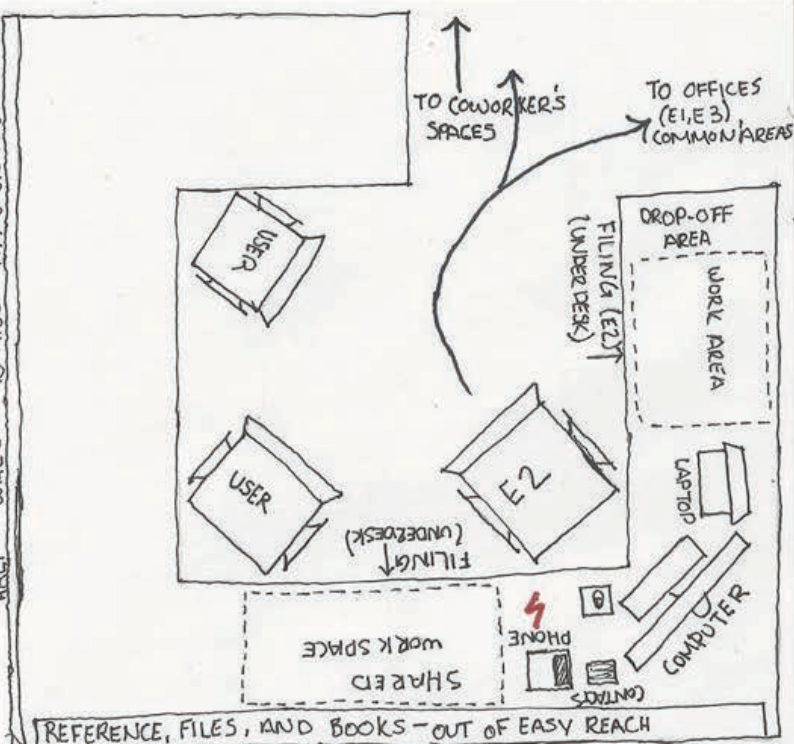 TO COWORKER'S
SPACES
TO OFFICES
(E1, E3)
COMMON AREAS
DROP-OFF
AREA
FILING (E2)
(UNDER DESK)
WORK AREA
USER
USER
E2
LAPTOP
FILING
(UNDERDESK)
COMPUTER
PHONE
SHARED
WORK SPACE
REFERENCE, FILES, AND BOOKS - OUT OF EASY REACH